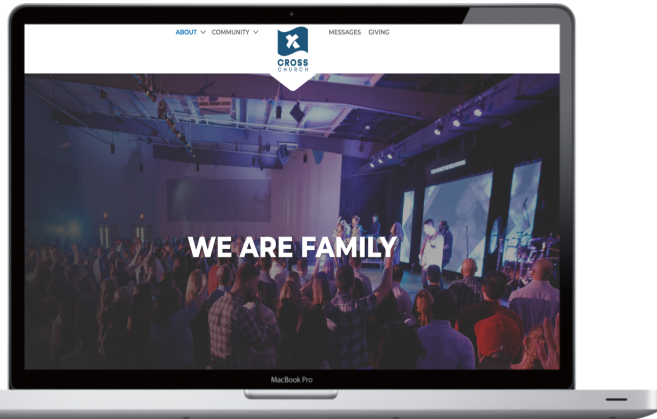 ABOUT COMMUNITY MESSAGES GIVING
CROSS
CHURCH
WE ARE FAMILY
MacBook Pro